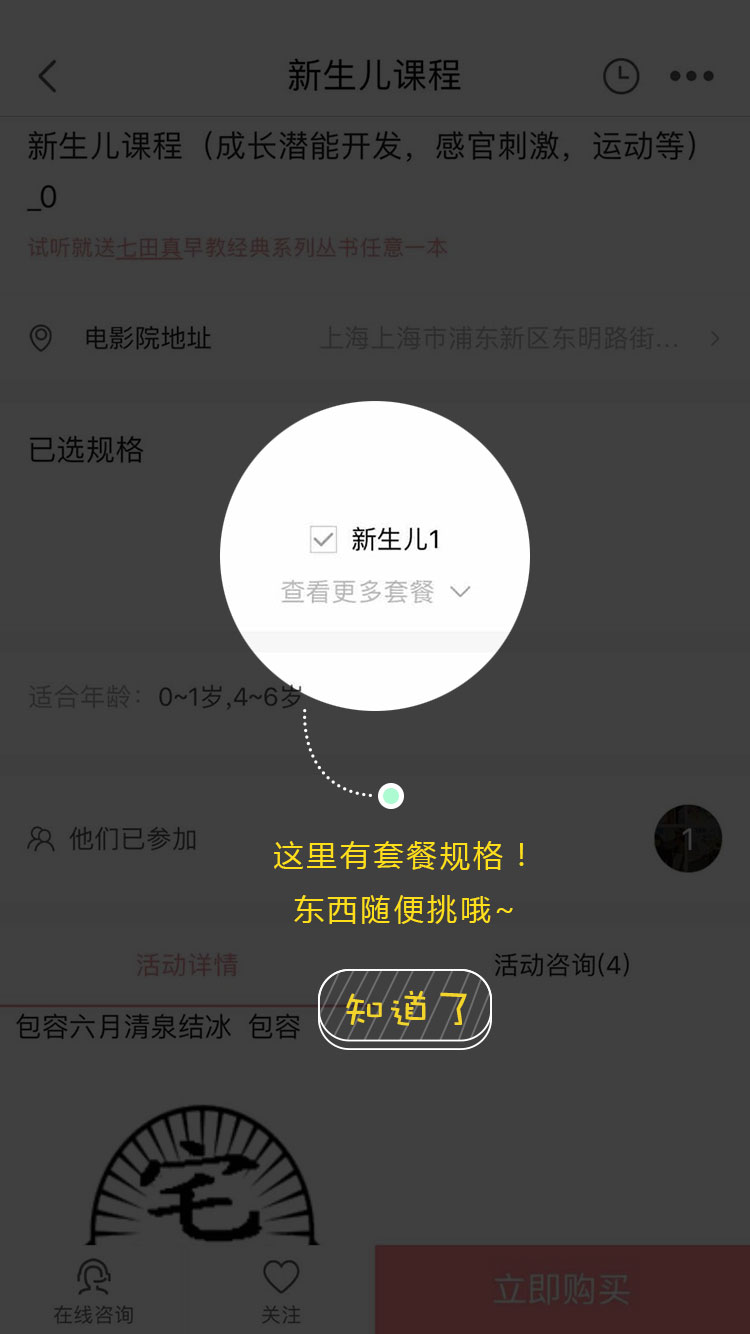 新生儿课程
新生儿课程（成长潜能开发，感官刺激，运动等）
_0
试听就送七田真早教经典系列丛书任意一本
电影院地址 上海上海市浦东新区东明路街...
已选规格
新生儿1
查看更多套餐
适合年龄：0~1岁,4~6岁
他们已参加 1
这里有套餐规格！
东西随便挑哦~
活动详情 活动咨询(4)
知道了
包容六月清泉结冰 包容
宅
在线咨询 关注 立即购买